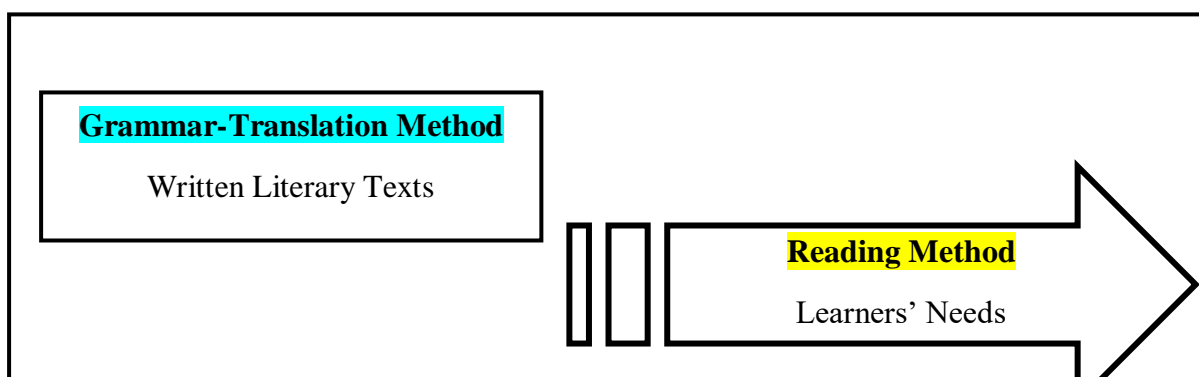 Grammar-Translation Method
Written Literary Texts
Reading Method
Learners’ Needs